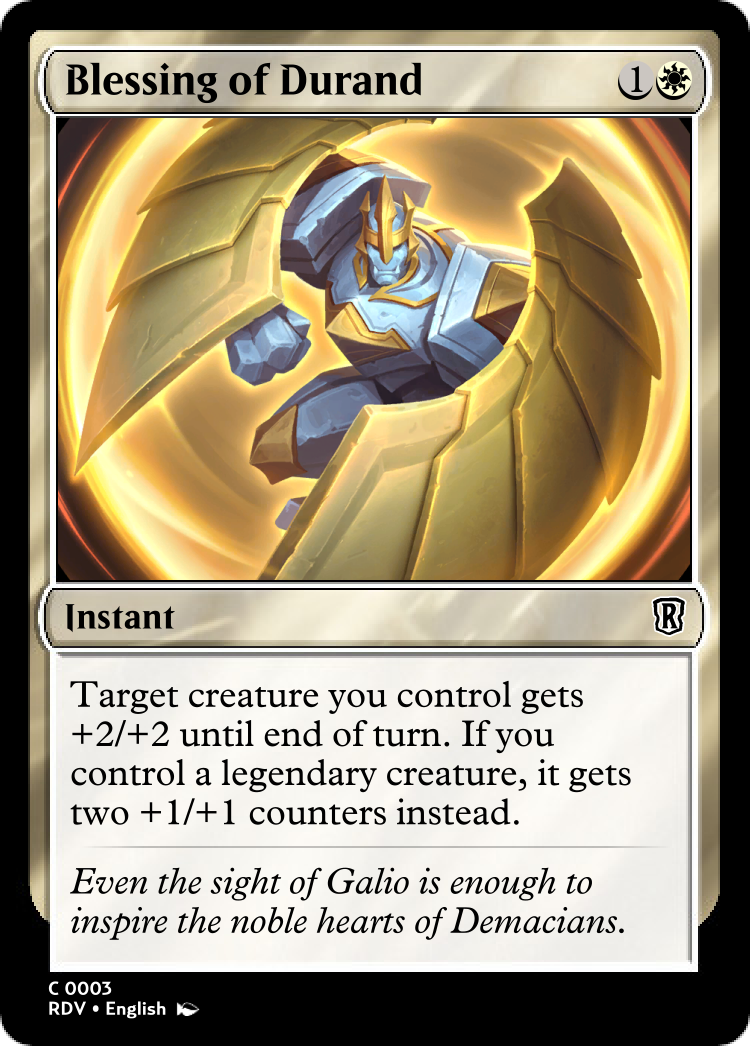 Blessing of Durand 1
Instant R
Target creature you control gets
+2/+2 until end of turn. If you
control a legendary creature, it gets
two +1/+1 counters instead.
Even the sight of Galio is enough to
inspire the noble hearts of Demacians.
C 0003
RDV • English